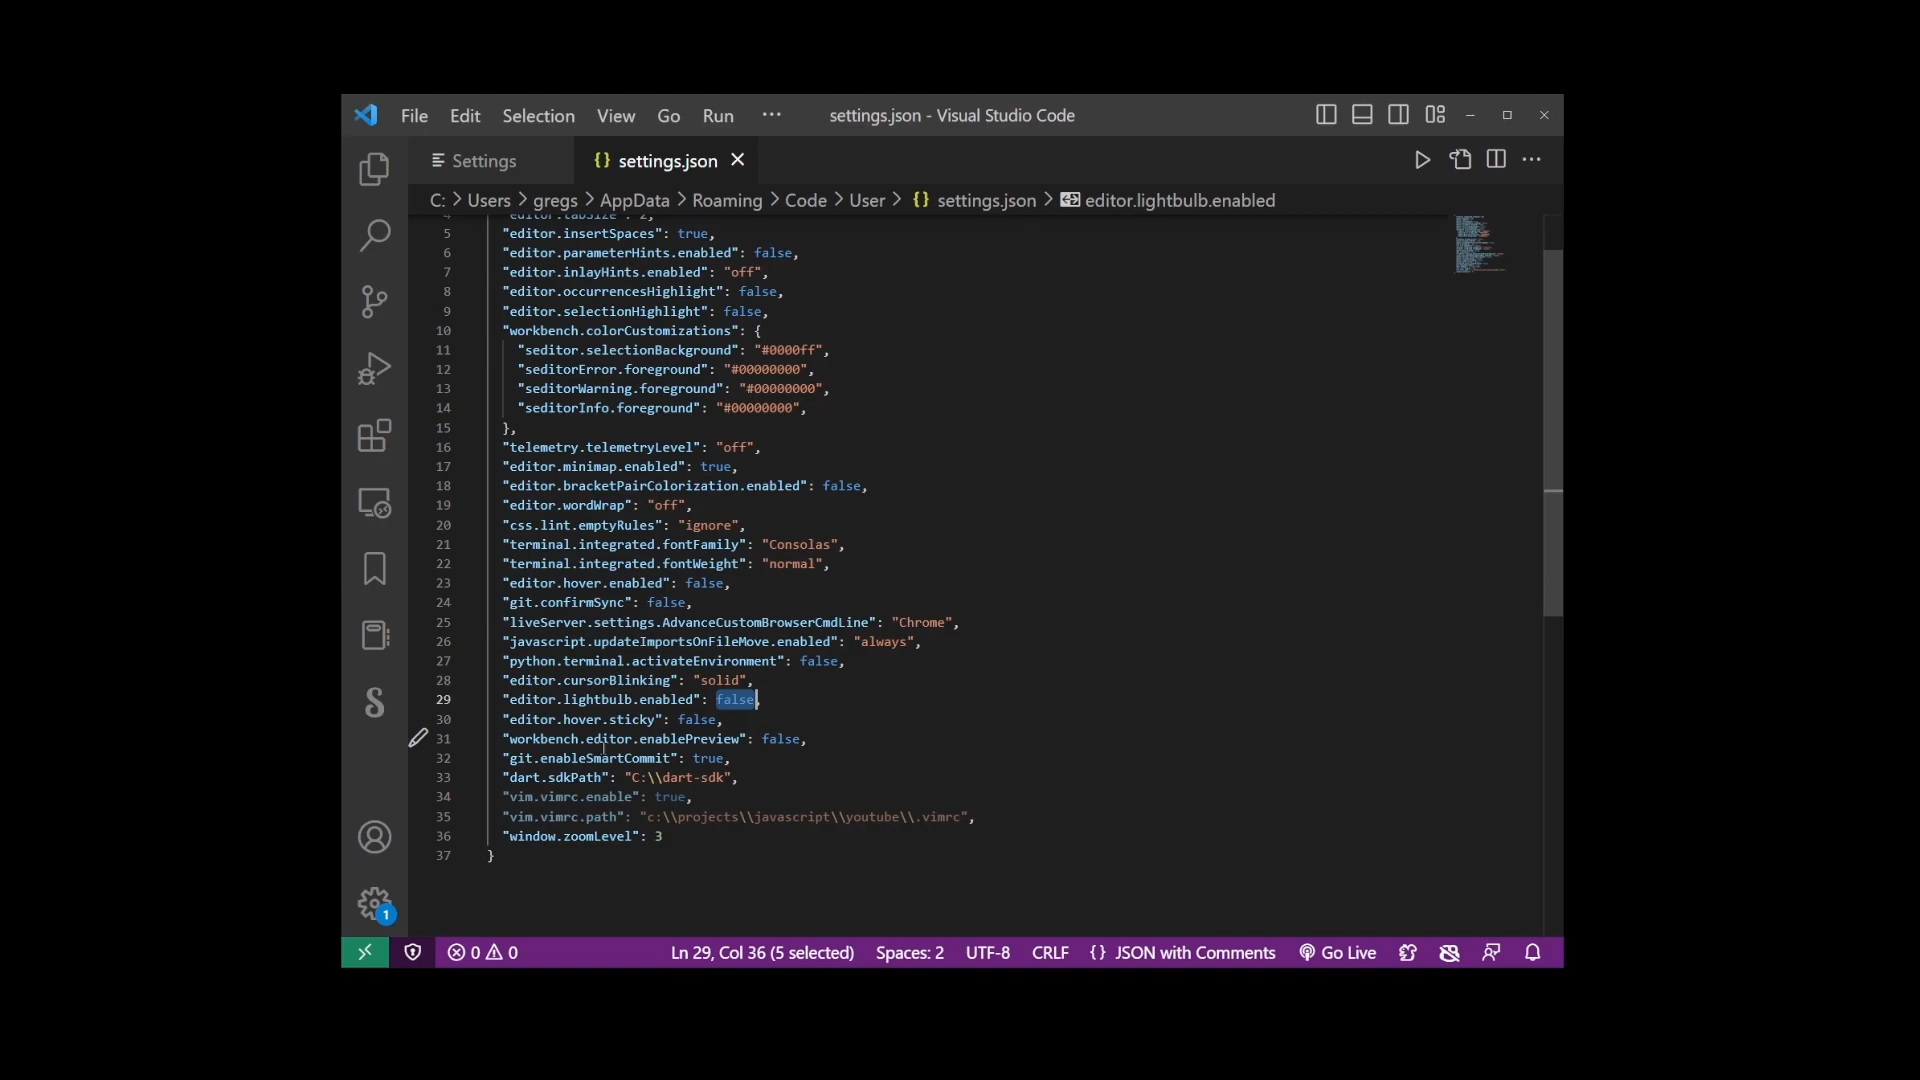 File Edit Selection View Go Run ··· settings.json - Visual Studio Code
Settings {} settings.json
C: > Users > gregs > AppData > Roaming > Code > User > {} settings.json > editor.lightbulb.enabled
4 "editor.tabSize": 2,
5 "editor.insertSpaces": true,
6 "editor.parameterHints.enabled": false,
7 "editor.inlayHints.enabled": "off",
8 "editor.occurrencesHighlight": false,
9 "editor.selectionHighlight": false,
10 "workbench.colorCustomizations": {
11 "seditor.selectionBackground": "#0000ff",
12 "seditorError.foreground": "#00000000",
13 "seditorWarning.foreground": "#00000000",
14 "seditorInfo.foreground": "#00000000",
15 },
16 "telemetry.telemetryLevel": "off",
17 "editor.minimap.enabled": true,
18 "editor.bracketPairColorization.enabled": false,
19 "editor.wordWrap": "off",
20 "css.lint.emptyRules": "ignore",
21 "terminal.integrated.fontFamily": "Consolas",
22 "terminal.integrated.fontWeight": "normal",
23 "editor.hover.enabled": false,
24 "git.confirmSync": false,
25 "liveServer.settings.AdvanceCustomBrowserCmdLine": "Chrome",
26 "javascript.updateImportsOnFileMove.enabled": "always",
27 "python.terminal.activateEnvironment": false,
28 "editor.cursorBlinking": "solid",
29 "editor.lightbulb.enabled": false,
30 "editor.hover.sticky": false,
31 "workbench.editor.enablePreview": false,
32 "git.enableSmartCommit": true,
33 "dart.sdkPath": "C:\\dart-sdk",
34 "vim.vimrc.enable": true,
35 "vim.vimrc.path": "c:\\projects\\javascript\\youtube\\.vimrc",
36 "window.zoomLevel": 3
37 }
1
0 0 Ln 29, Col 36 (5 selected) Spaces: 2 UTF-8 CRLF {} JSON with Comments Go Live